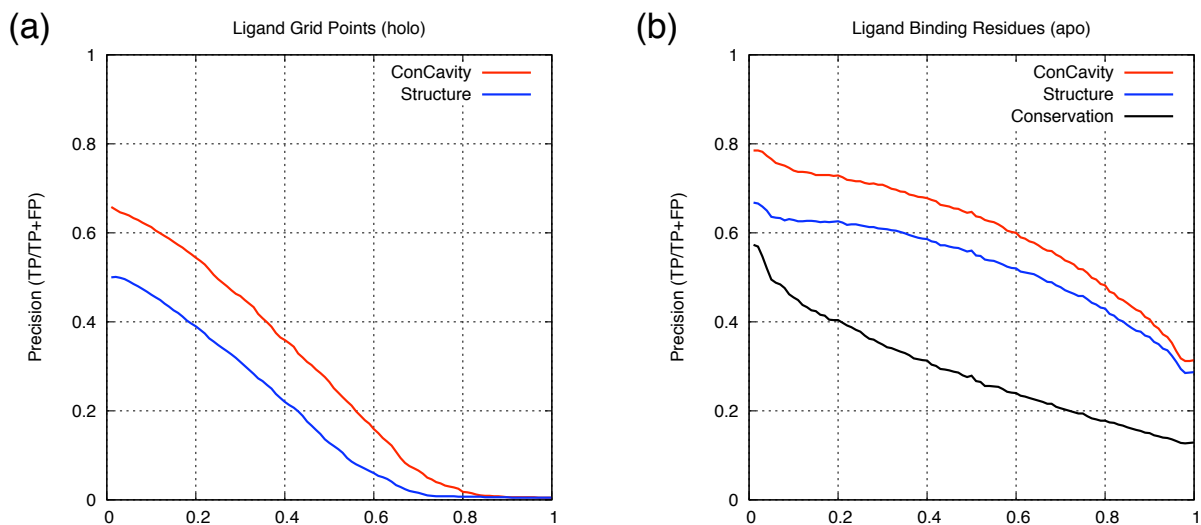 (a)
Ligand Grid Points (holo)
ConCavity
Structure
Precision (TP/TP+FP)
1
0.8
0.6
0.4
0.2
0
0 0.2 0.4 0.6 0.8 1
(b)
Ligand Binding Residues (apo)
ConCavity
Structure
Conservation
Precision (TP/TP+FP)
1
0.8
0.6
0.4
0.2
0
0 0.2 0.4 0.6 0.8 1